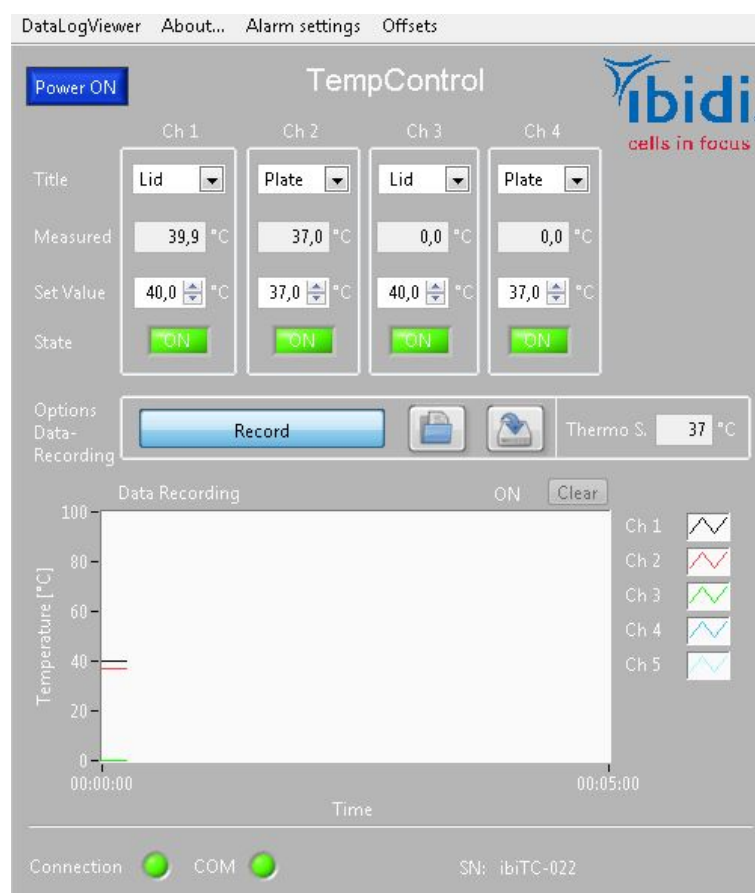 DataLogViewer About... Alarm settings Offsets
Power ON
TempControl
ibidi
cells in focus
Ch 1 Ch 2 Ch 3 Ch 4
Title Lid Plate Lid Plate
Measured 39,9 °C 37,0 °C 0,0 °C 0,0 °C
Set Value 40,0 °C 37,0 °C 40,0 °C 37,0 °C
State ON ON ON ON
Options
Data-
Recording
Record
Thermo S. 37 °C
Data Recording ON Clear
100
80
60
40
20
0
Temperature [°C]
00:00:00 00:05:00
Time
Ch 1
Ch 2
Ch 3
Ch 4
Ch 5
Connection COM SN: ibiTC-022